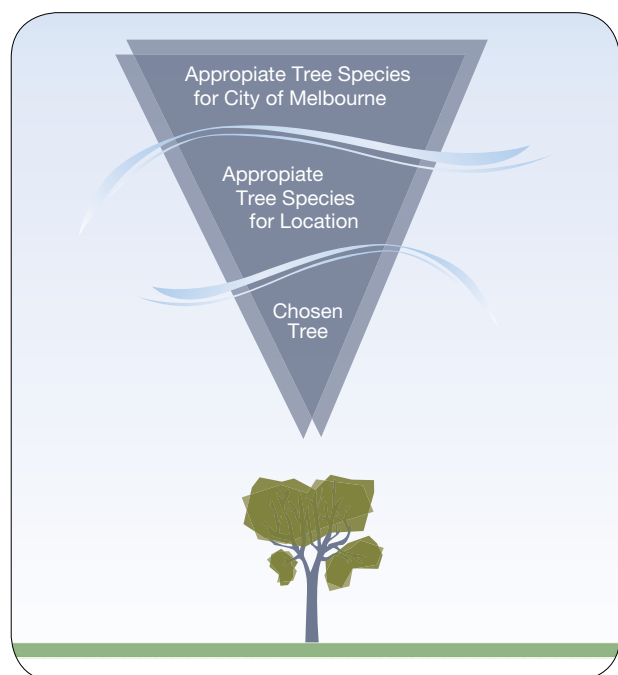 Appropiate Tree Species
for City of Melbourne
Appropiate
Tree Species
for Location
Chosen
Tree